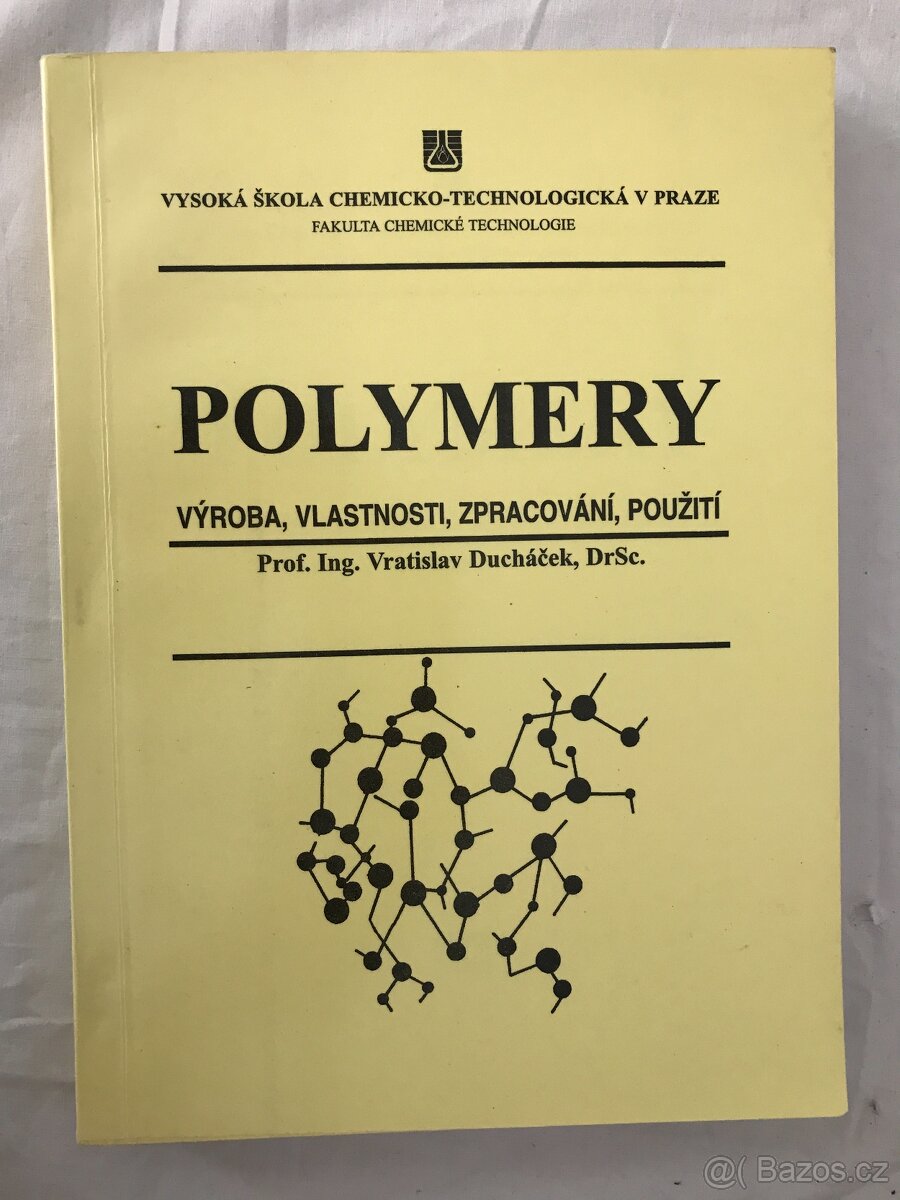 VYSOKÁ ŠKOLA CHEMICKO-TECHNOLOGICKÁ V PRAZE
FAKULTA CHEMICKÉ TECHNOLOGIE
POLYMERY
VÝROBA, VLASTNOSTI, ZPRACOVÁNÍ, POUŽITÍ
Prof. Ing. Vratislav Ducháček, DrSc.
@( Bazos.cz